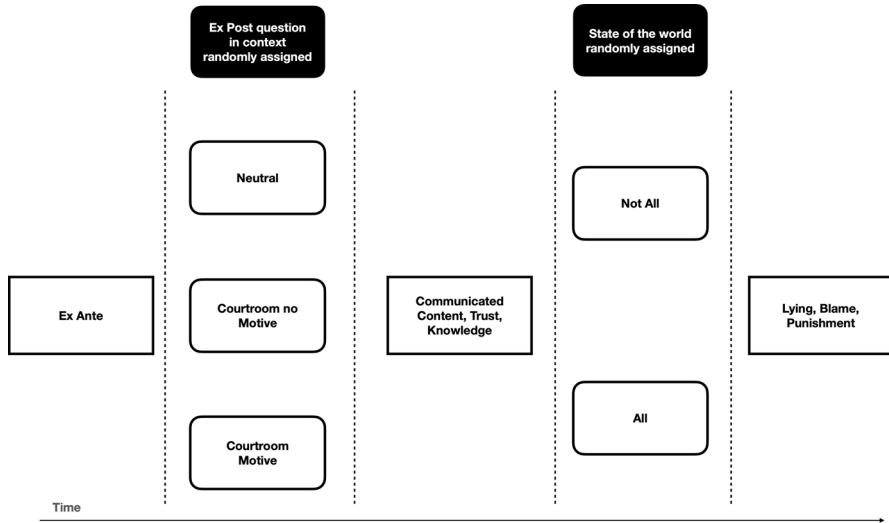 Ex Post question
in context
randomly assigned
State of the world
randomly assigned
Neutral
Not All
Ex Ante
Courtroom no
Motive
Communicated
Content, Trust,
Knowledge
Lying, Blame,
Punishment
Courtroom
Motive
All
Time